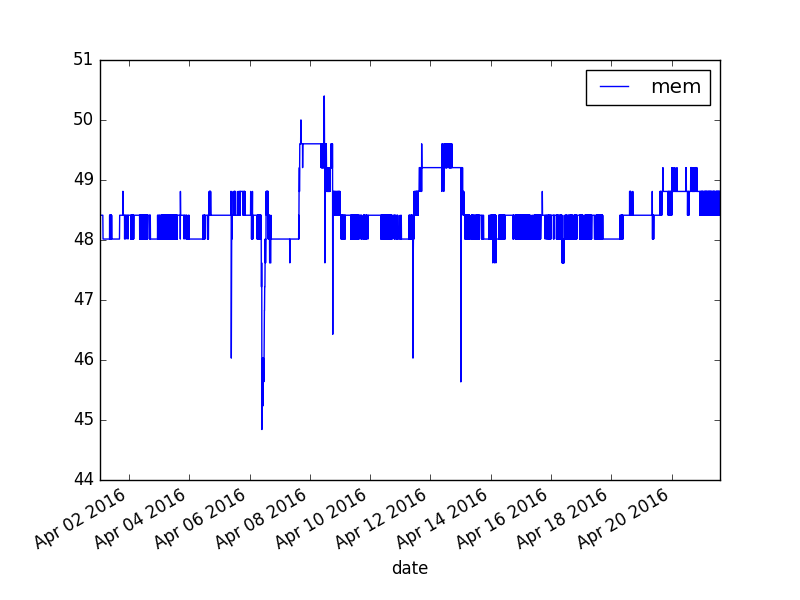 51
50
49
48
47
46
45
44
mem
Apr 02 2016
Apr 04 2016
Apr 06 2016
Apr 08 2016
Apr 10 2016
Apr 12 2016
Apr 14 2016
Apr 16 2016
Apr 18 2016
Apr 20 2016
date